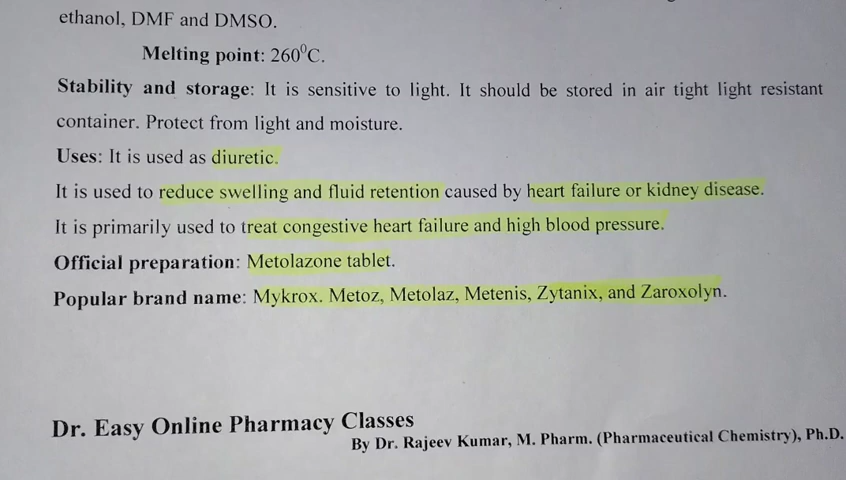 ethanol, DMF and DMSO.
Melting point: 260⁰C.
Stability and storage: It is sensitive to light. It should be stored in air tight light resistant
container. Protect from light and moisture.
Uses: It is used as diuretic.
It is used to reduce swelling and fluid retention caused by heart failure or kidney disease.
It is primarily used to treat congestive heart failure and high blood pressure.
Official preparation: Metolazone tablet.
Popular brand name: Mykrox. Metoz, Metolaz, Metenis, Zytanix, and Zaroxolyn.
Dr. Easy Online Pharmacy Classes
By Dr. Rajeev Kumar, M. Pharm. (Pharmaceutical Chemistry), Ph.D.